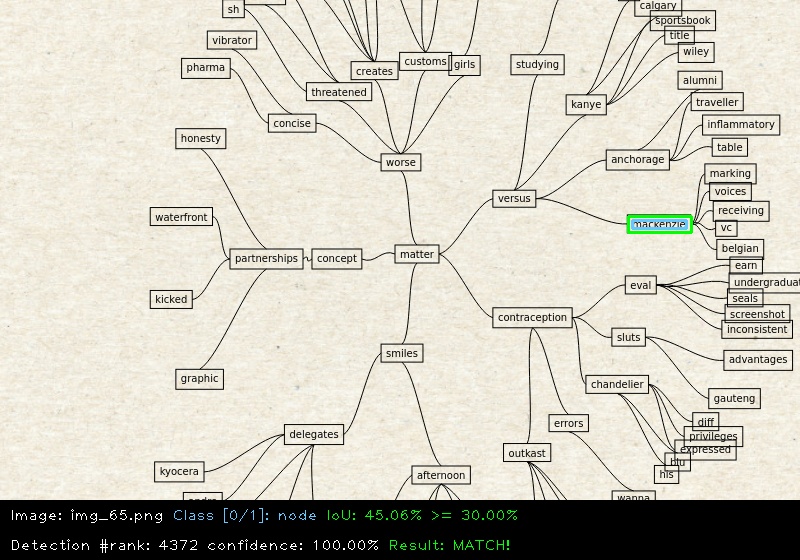 calgary
sh
sportsbook
title
vibrator
wiley
customs
girls
studying
pharma
creates
alumni
threatened
kanye
traveller
concise
inflammatory
honesty
table
worse
anchorage
marking
voices
versus
receiving
waterfront
mackenzie
vc
belgian
matter
partnerships
concept
earn
eval
undergraduat
seals
kicked
screenshot
contraception
inconsistent
sluts
smiles
advantages
graphic
chandelier
gauteng
diff
errors
delegates
privileges
expressed
outkast
blu
kyocera
afternoon
his
wanna
Image: img_65.png Class [0/1]: node IoU: 45.06% >= 30.00%
Detection #rank: 4372 confidence: 100.00% Result: MATCH!